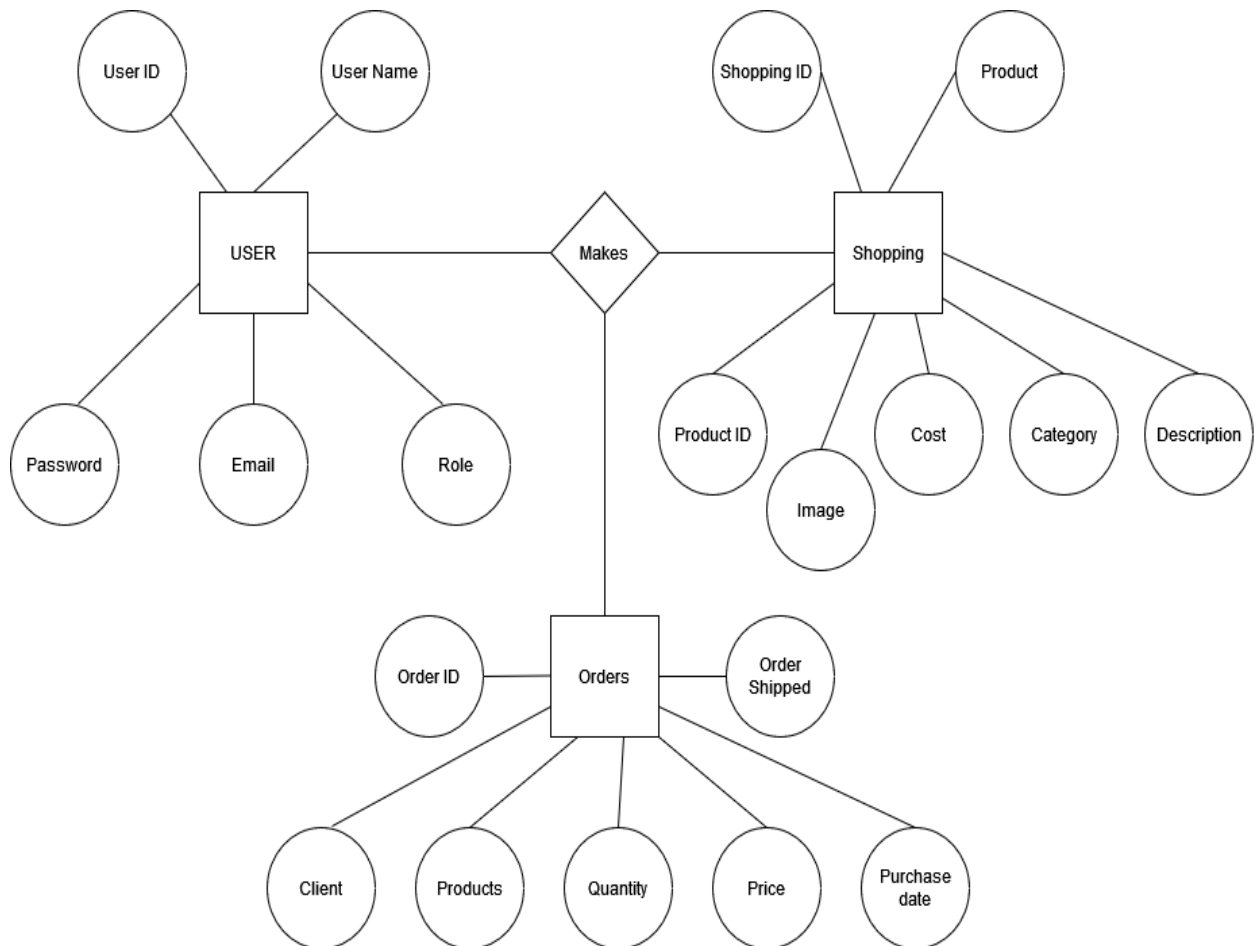 User ID
User Name
Shopping ID
Product
USER
Makes
Shopping
Password
Email
Role
Product ID
Image
Cost
Category
Description
Order ID
Orders
Order
Shipped
Client
Products
Quantity
Price
Purchase
date